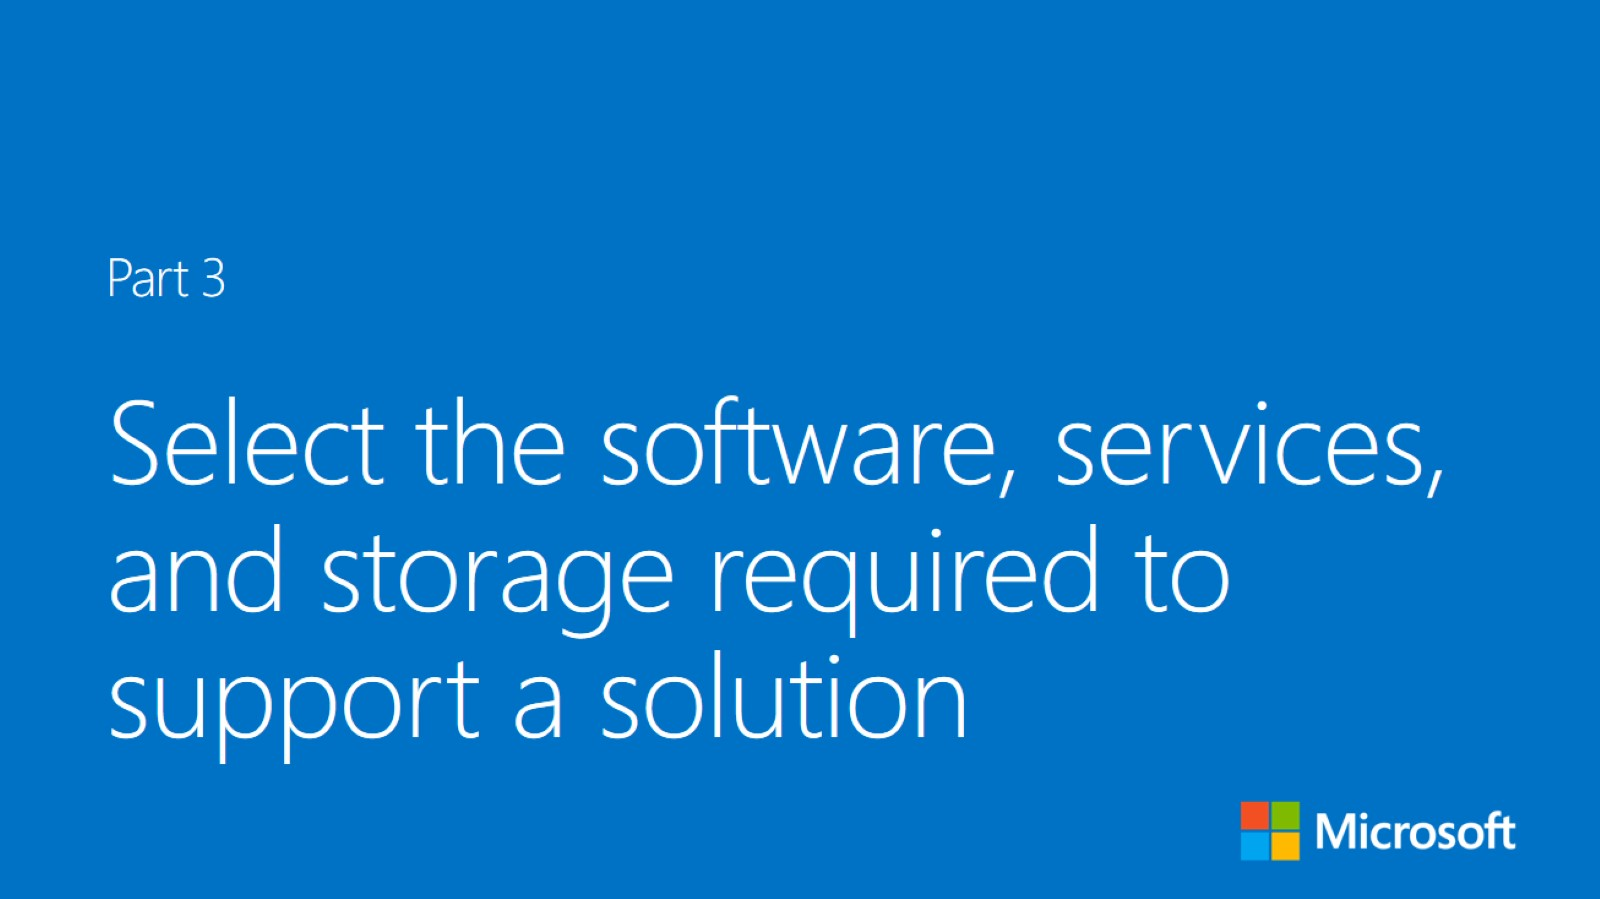 Part 3
Select the software, services,
and storage required to
support a solution
Microsoft